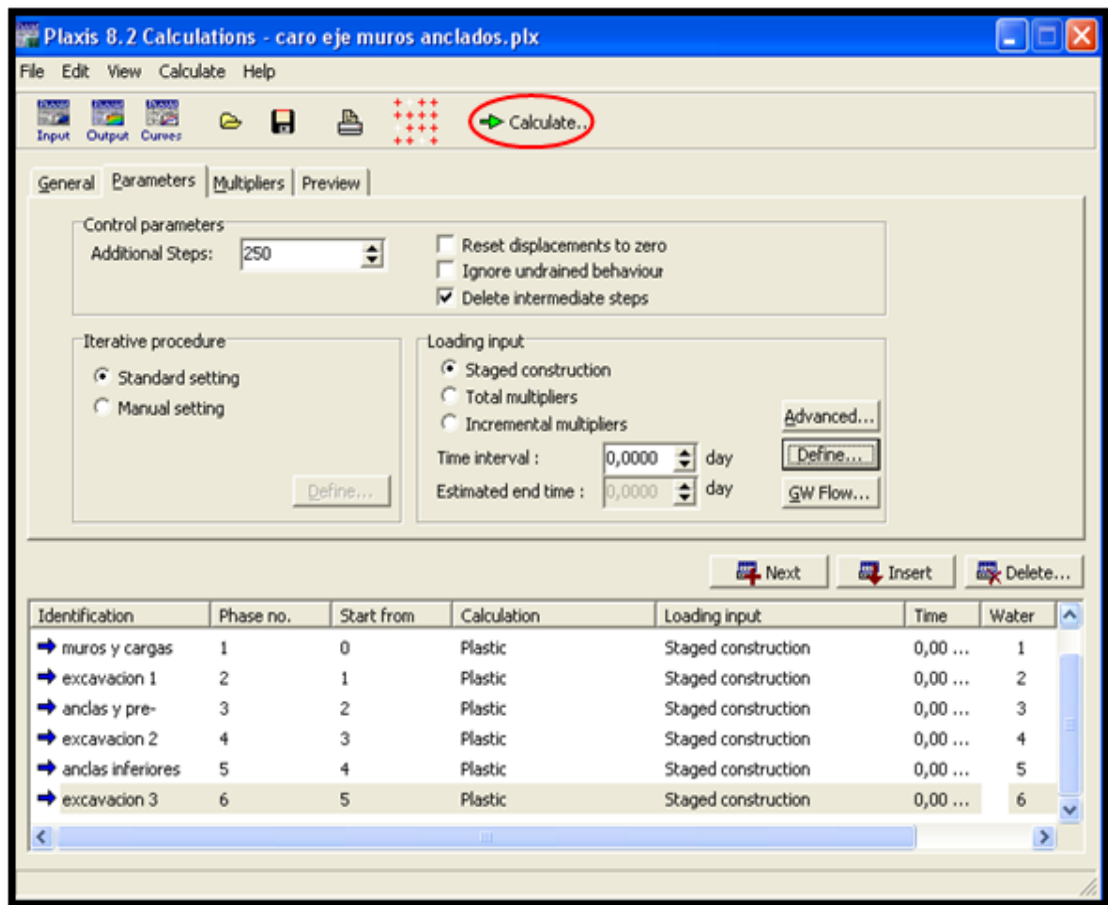 Plaxis 8.2 Calculations - caro eje muros anclados.plx
File Edit View Calculate Help
Input Output Curves Calculate..
General Parameters Multipliers Preview
Control parameters
Additional Steps: 250
Reset displacements to zero
Ignore undrained behaviour
Delete intermediate steps
Iterative procedure
Standard setting
Manual setting
Define...
Loading input
Staged construction
Total multipliers
Incremental multipliers
Advanced...
Time interval : 0,0000 day Define...
Estimated end time : 0,0000 day GW Flow...
Next Insert Delete...
Identification Phase no. Start from Calculation Loading input Time Water
muros y cargas 1 0 Plastic Staged construction 0,00 ... 1
excavacion 1 2 1 Plastic Staged construction 0,00 ... 2
anclas y pre- 3 2 Plastic Staged construction 0,00 ... 3
excavacion 2 4 3 Plastic Staged construction 0,00 ... 4
anclas inferiores 5 4 Plastic Staged construction 0,00 ... 5
excavacion 3 6 5 Plastic Staged construction 0,00 ... 6